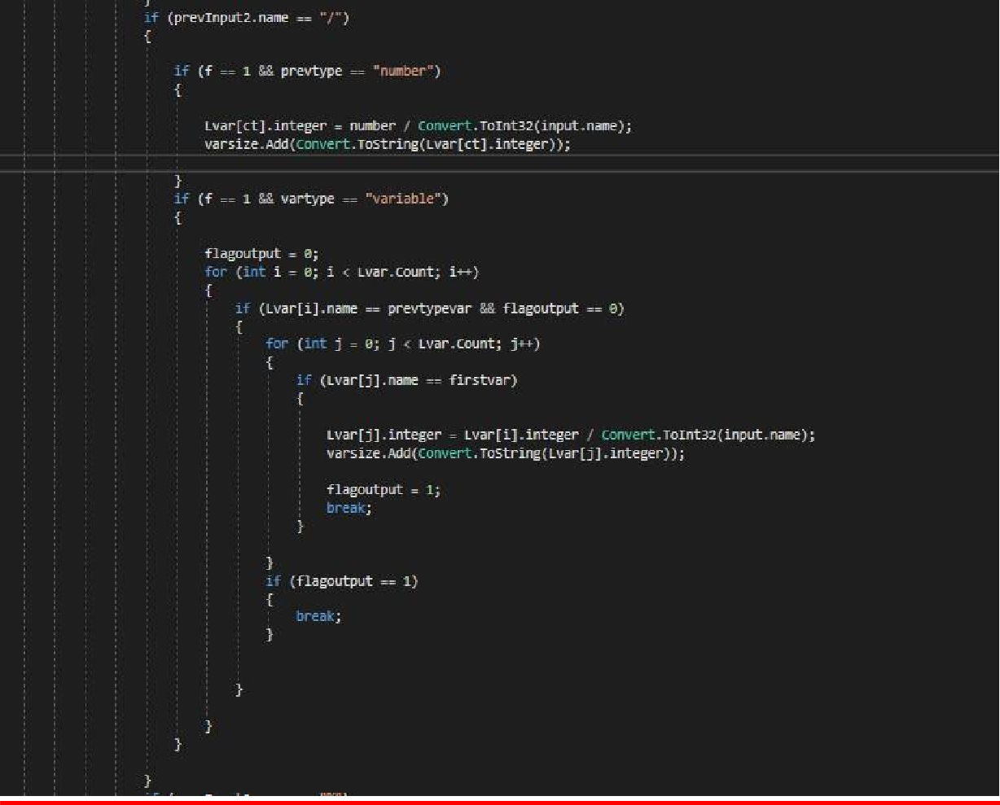 }
if (prevInput2.name == "/")
{
if (f == 1 && prevtype == "number")
{
Lvar[ct].integer = number / Convert.ToInt32(input.name);
varsize.Add(Convert.ToString(Lvar[ct].integer));
}
if (f == 1 && vartype == "variable")
{
flagoutput = 0;
for (int i = 0; i < Lvar.Count; i++)
{
if (Lvar[i].name == prevtypevar && flagoutput == 0)
{
for (int j = 0; j < Lvar.Count; j++)
{
if (Lvar[j].name == firstvar)
{
Lvar[j].integer = Lvar[i].integer / Convert.ToInt32(input.name);
varsize.Add(Convert.ToString(Lvar[j].integer));
flagoutput = 1;
break;
}
}
if (flagoutput == 1)
{
break;
}
}
}
}
}